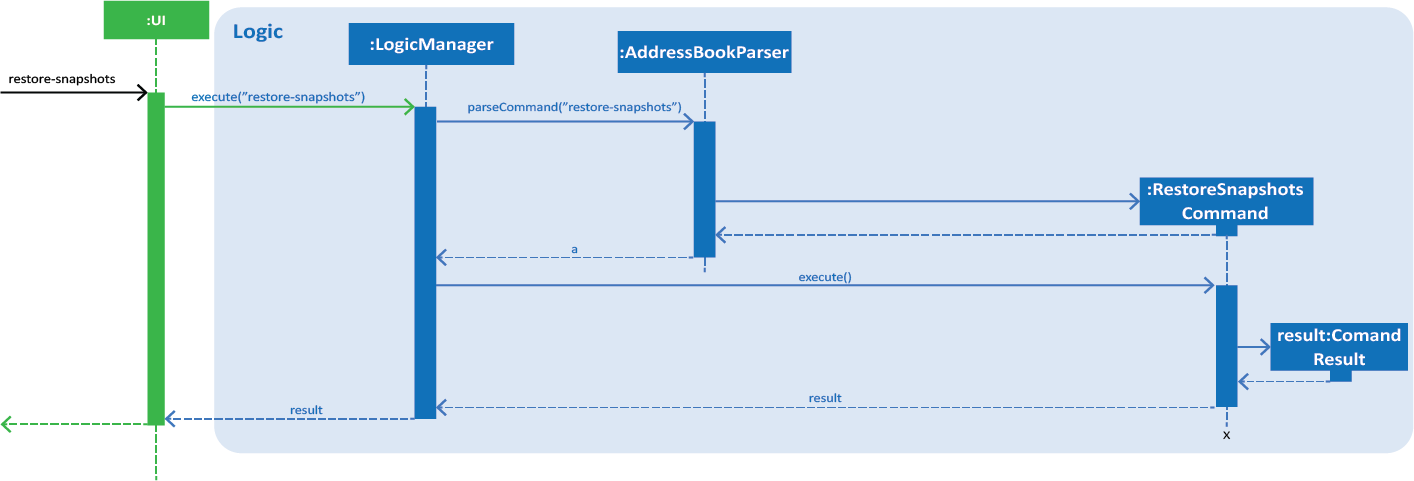 :UI
Logic
:LogicManager
:AddressBookParser
restore-snapshots
execute("restore-snapshots")
parseCommand("restore-snapshots")
:RestoreSnapshots
Command
a
execute()
result:Comand
Result
result
result
x